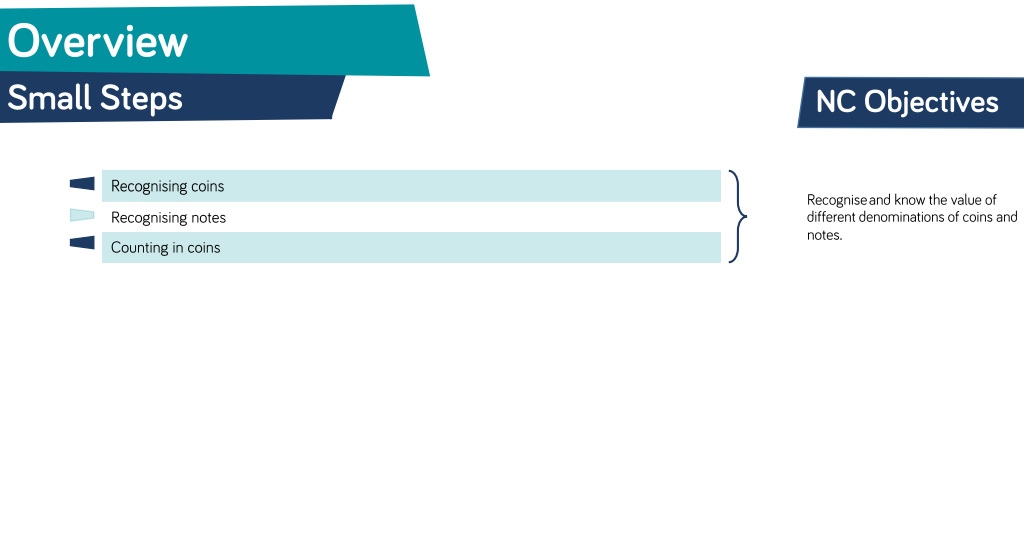 Overview
Small Steps
NC Objectives
Recognising coins
Recognising notes
Counting in coins
Recognise and know the value of
different denominations of coins and
notes.